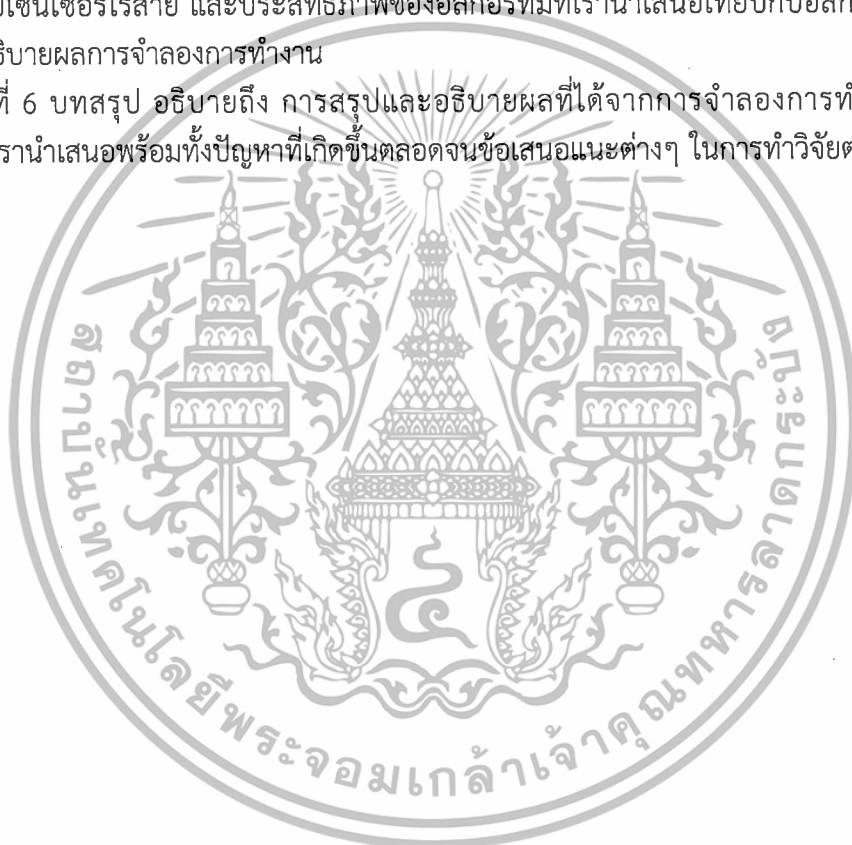 เซ็นเซอร์ไร้สาย และประสิทธิภาพของอัลกอริทึมที่เรานำเสนอเทียบกับอัลก
ธิบายผลการจำลองการทำงาน
ที่ 6 บทสรุป อธิบายถึง การสรุปและอธิบายผลที่ได้จากการจำลองการทำ
รานำเสนอพร้อมทั้งปัญหาที่เกิดขึ้นตลอดจนข้อเสนอแนะต่างๆ ในการทำวิจัยต
สถาบันเทคโนโลยีพระจอมเกล้าเจ้าคุณทหารลาดกระบัง
๔